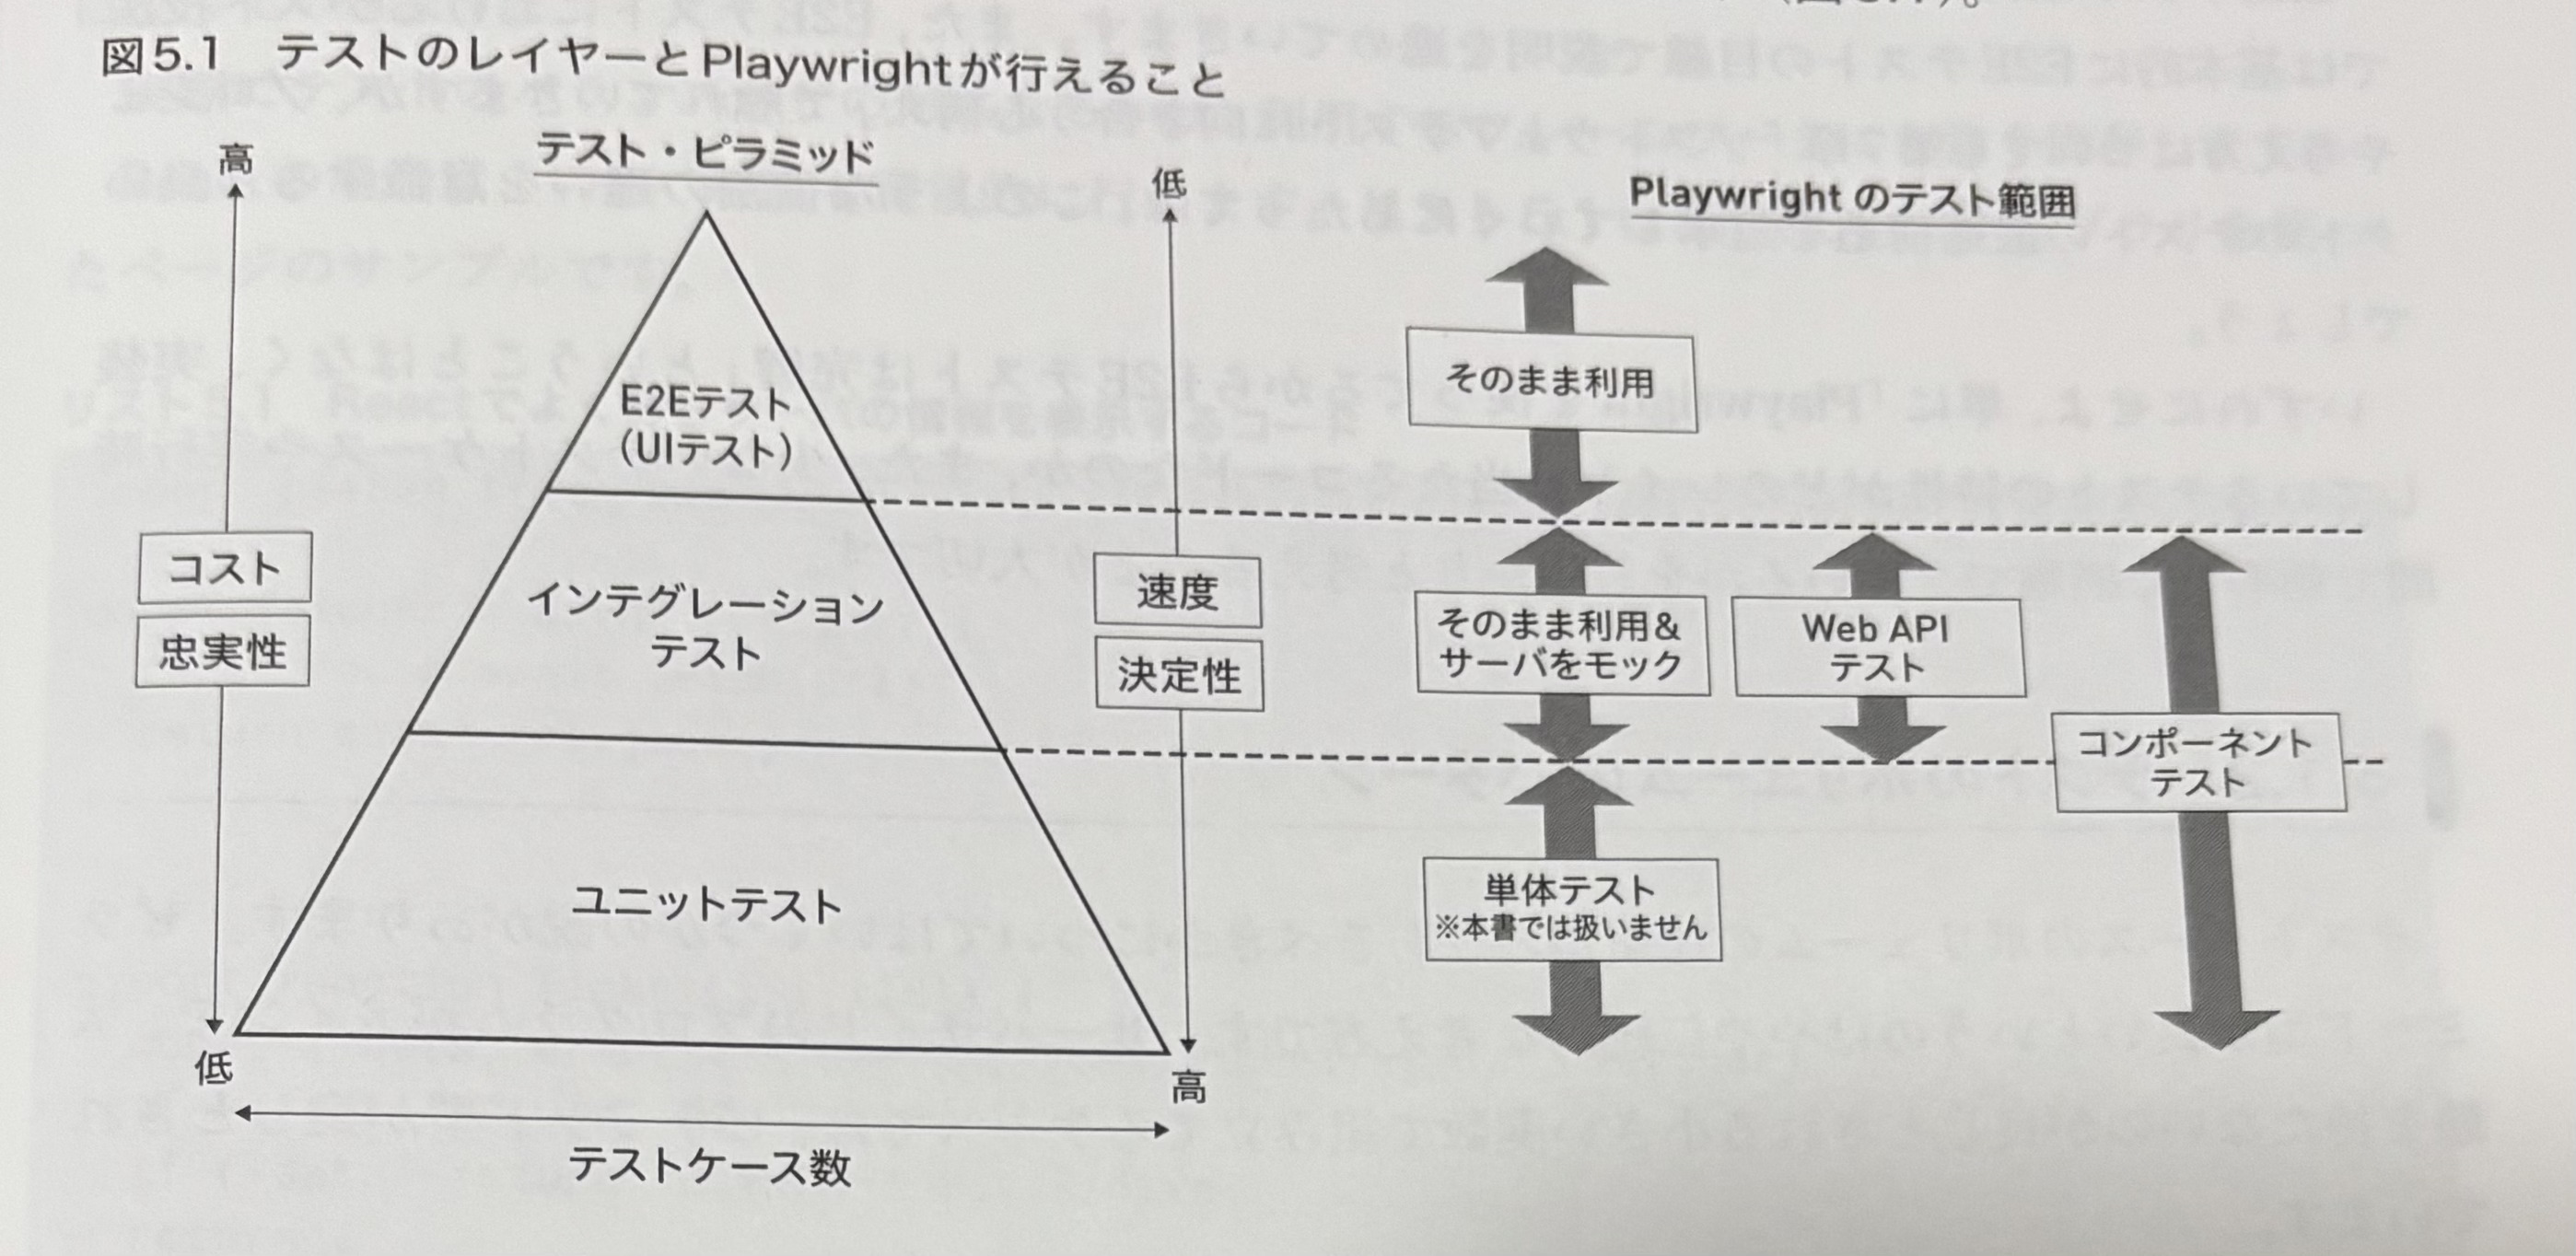 図5.1 テストのレイヤーとPlaywrightが行えること
テスト・ピラミッド
高
コスト
忠実性
低
E2Eテスト
(UIテスト)
インテグレーション
テスト
ユニットテスト
テストケース数
低
速度
決定性
高
Playwright のテスト範囲
そのまま利用
そのまま利用&
サーバをモック
Web API
テスト
コンポーネント
テスト
単体テスト
※本書では扱いません